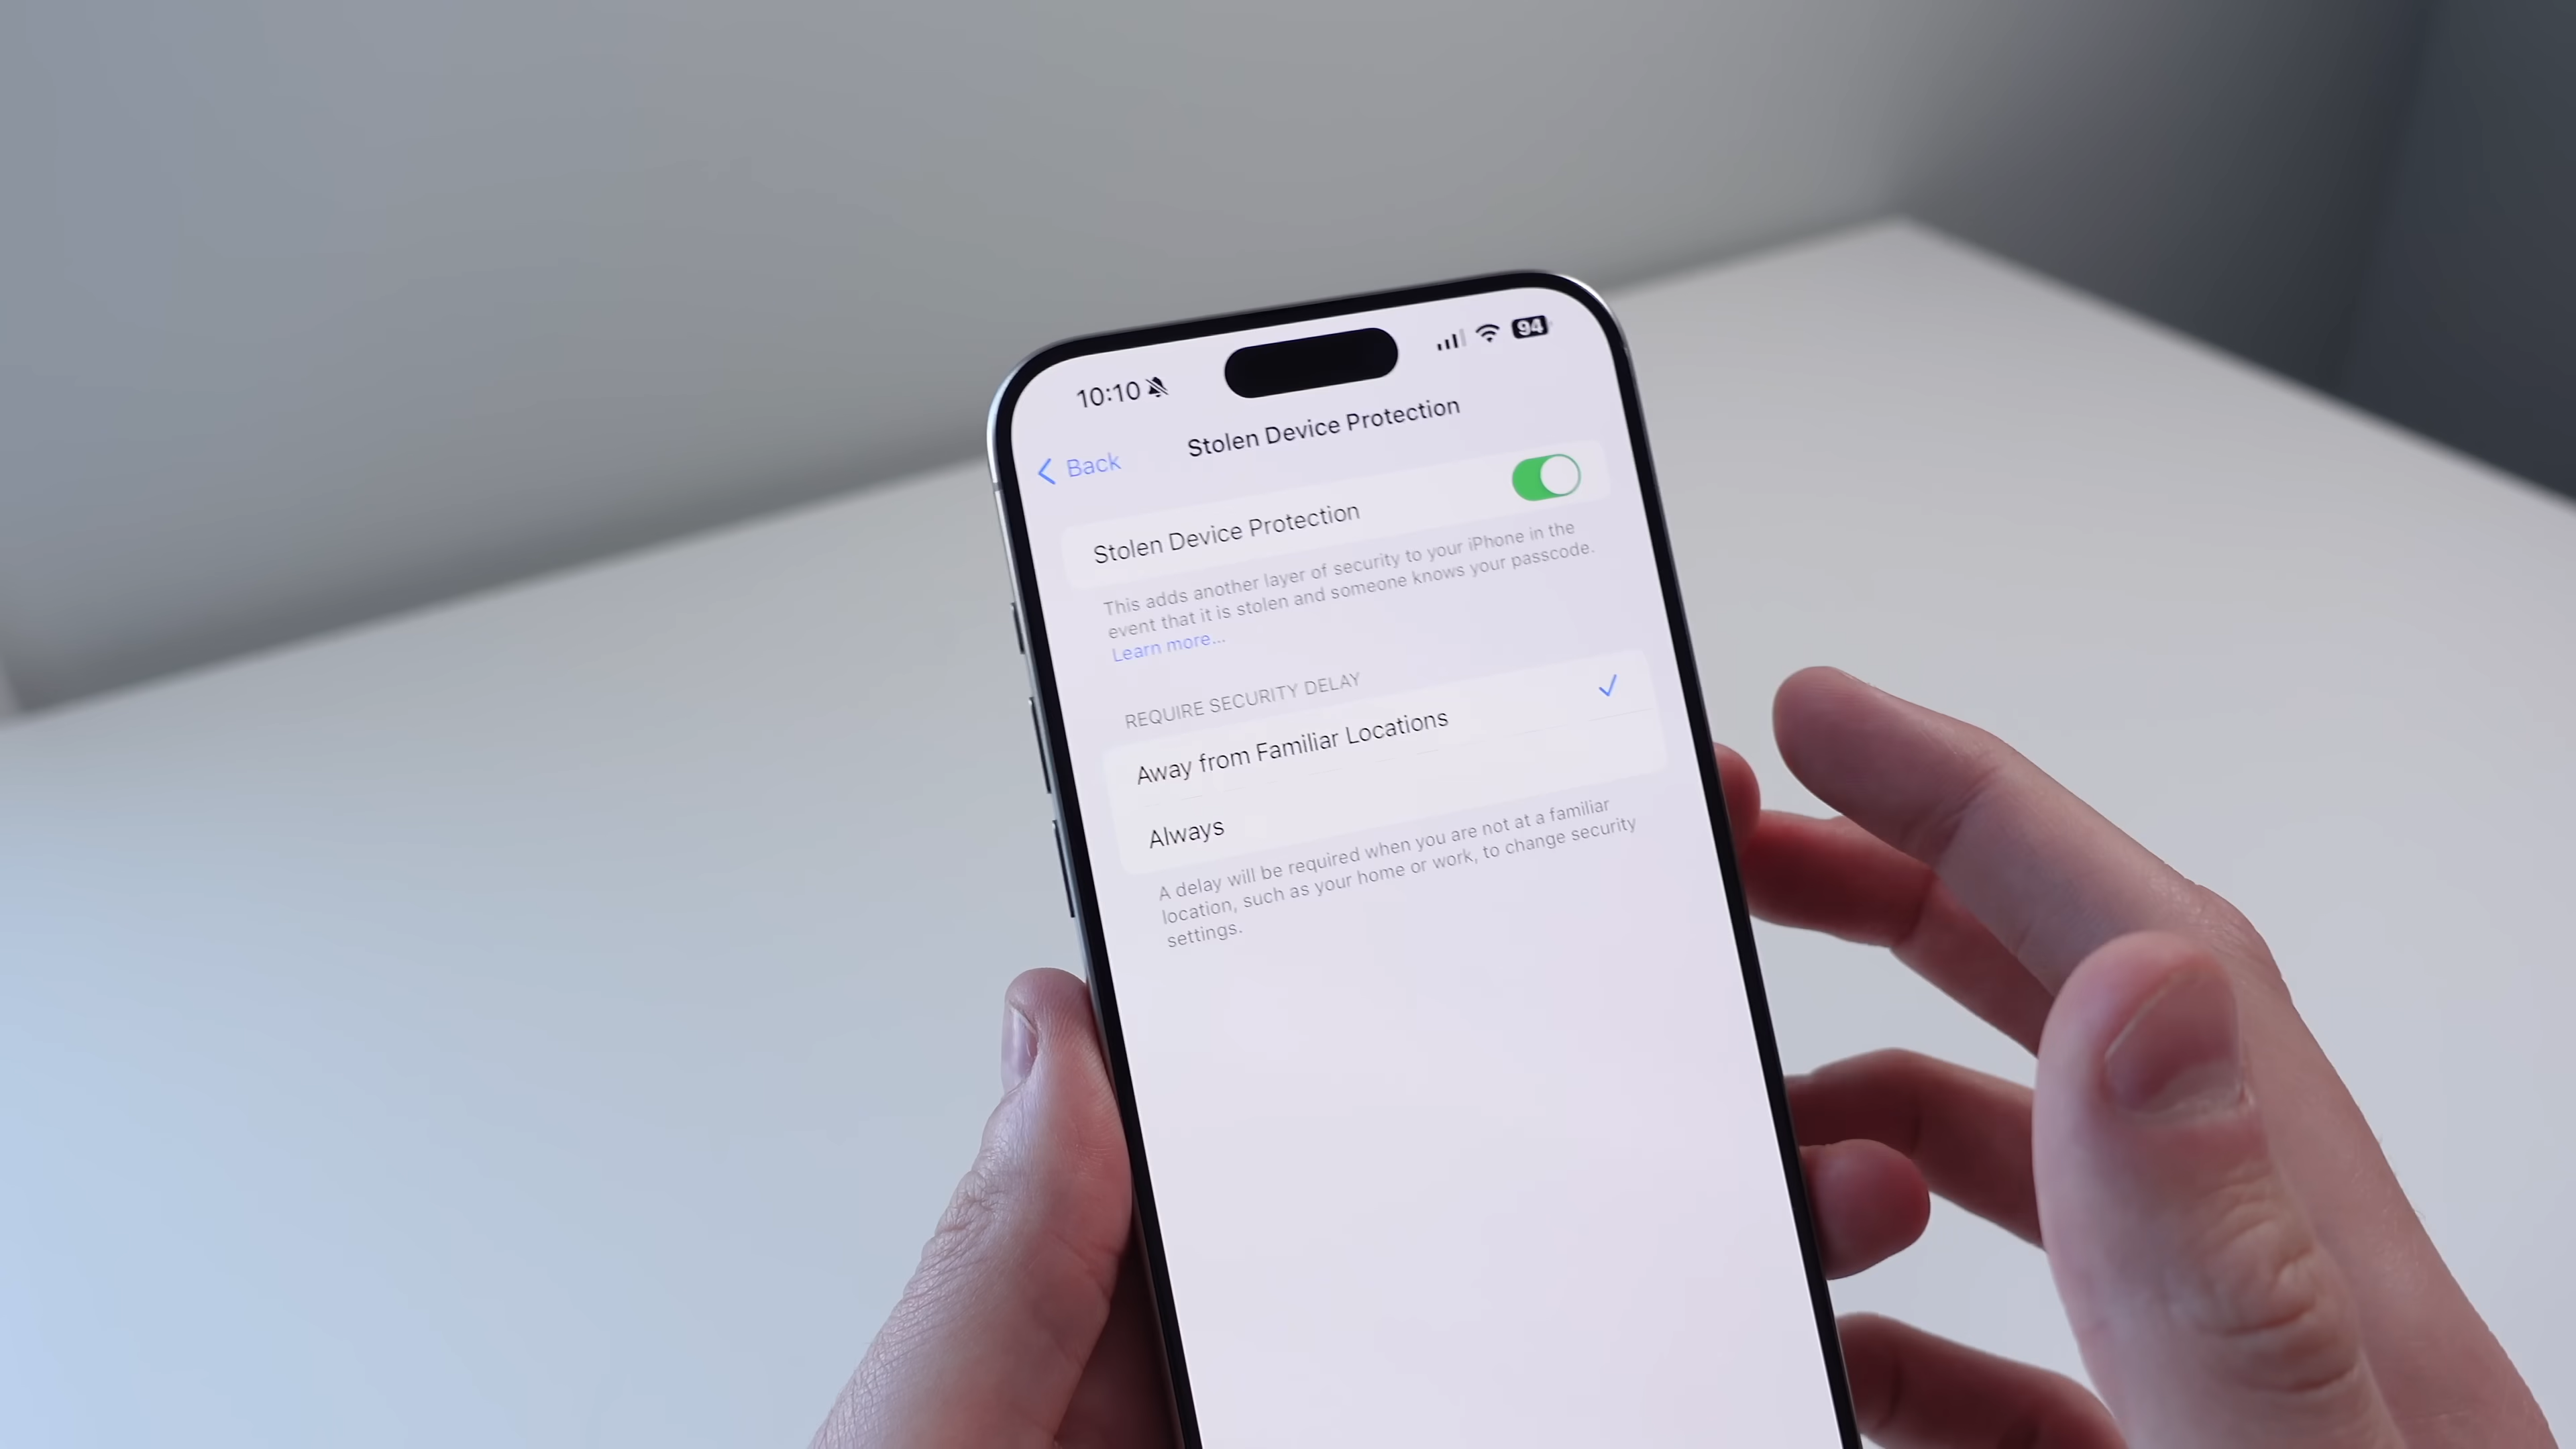 10:10
94
Back
Stolen Device Protection
Stolen Device Protection
This adds another layer of security to your iPhone in the
event that it is stolen and someone knows your passcode.
Learn more...
REQUIRE SECURITY DELAY
Away from Familiar Locations
Always
A delay will be required when you are not at a familiar
location, such as your home or work, to change security
settings.